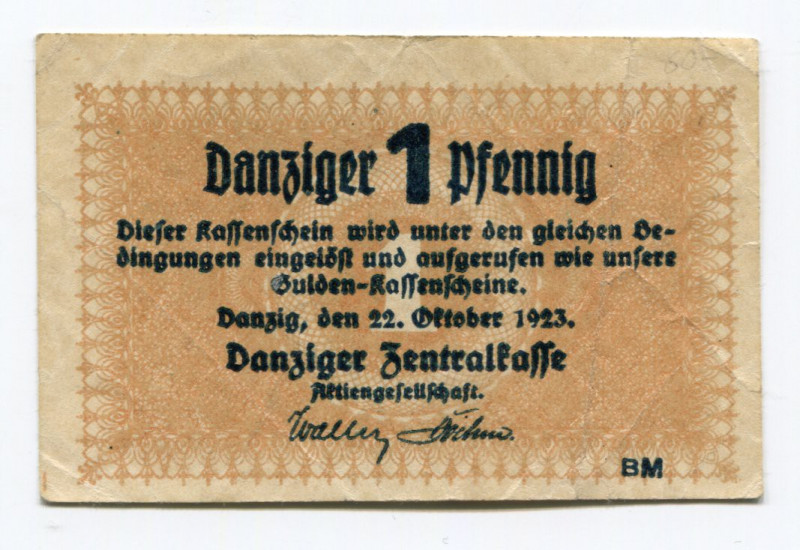 Danziger 1 Pfennig
Dieser Kassenschein wird unter den gleichen Be-
dingungen eingelöst und aufgerufen wie unsere
Gulden-Kassenscheine.
Danzig, den 22. Oktober 1923.
Danziger Zentralkasse
Aktiengesellschaft.
BM
1